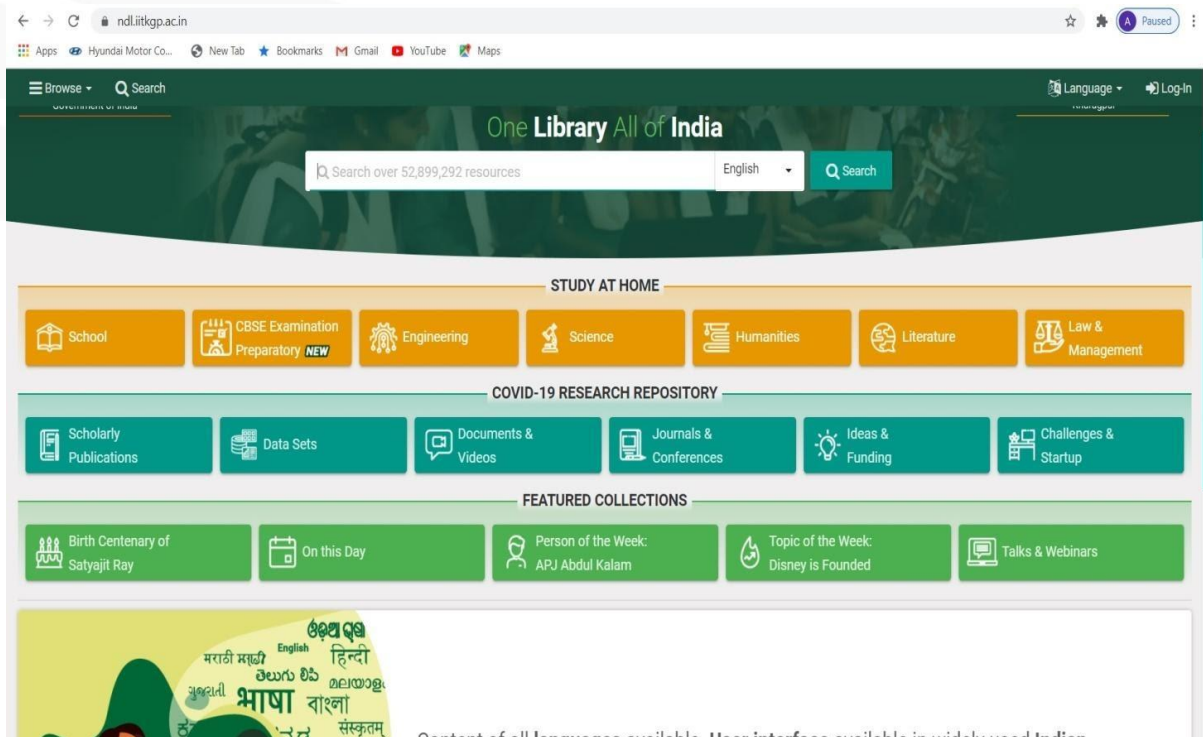 ndl.iitkgp.ac.in
A Paused
Apps Hyundai Motor Co... New Tab Bookmarks Gmail YouTube Maps
Browse Search Language Log-In
Government of India
Kharagpur
One Library All of India
Search over 52,899,292 resources English Search
STUDY AT HOME
School
CBSE Examination
Preparatory NEW
Engineering
Science
Humanities
Literature
Law &
Management
COVID-19 RESEARCH REPOSITORY
Scholarly
Publications
Data Sets
Documents &
Videos
Journals &
Conferences
Ideas &
Funding
Challenges &
Startup
FEATURED COLLECTIONS
Birth Centenary of
Satyajit Ray
On this Day
Person of the Week:
APJ Abdul Kalam
Topic of the Week:
Disney is Founded
Talks & Webinars
मराठी English हिन्दी
తెలుగు లిపి
ગુજરાતી भाषा বাংলা
संस्कृतम्
Content of all languages available. User interface available in widely used Indian